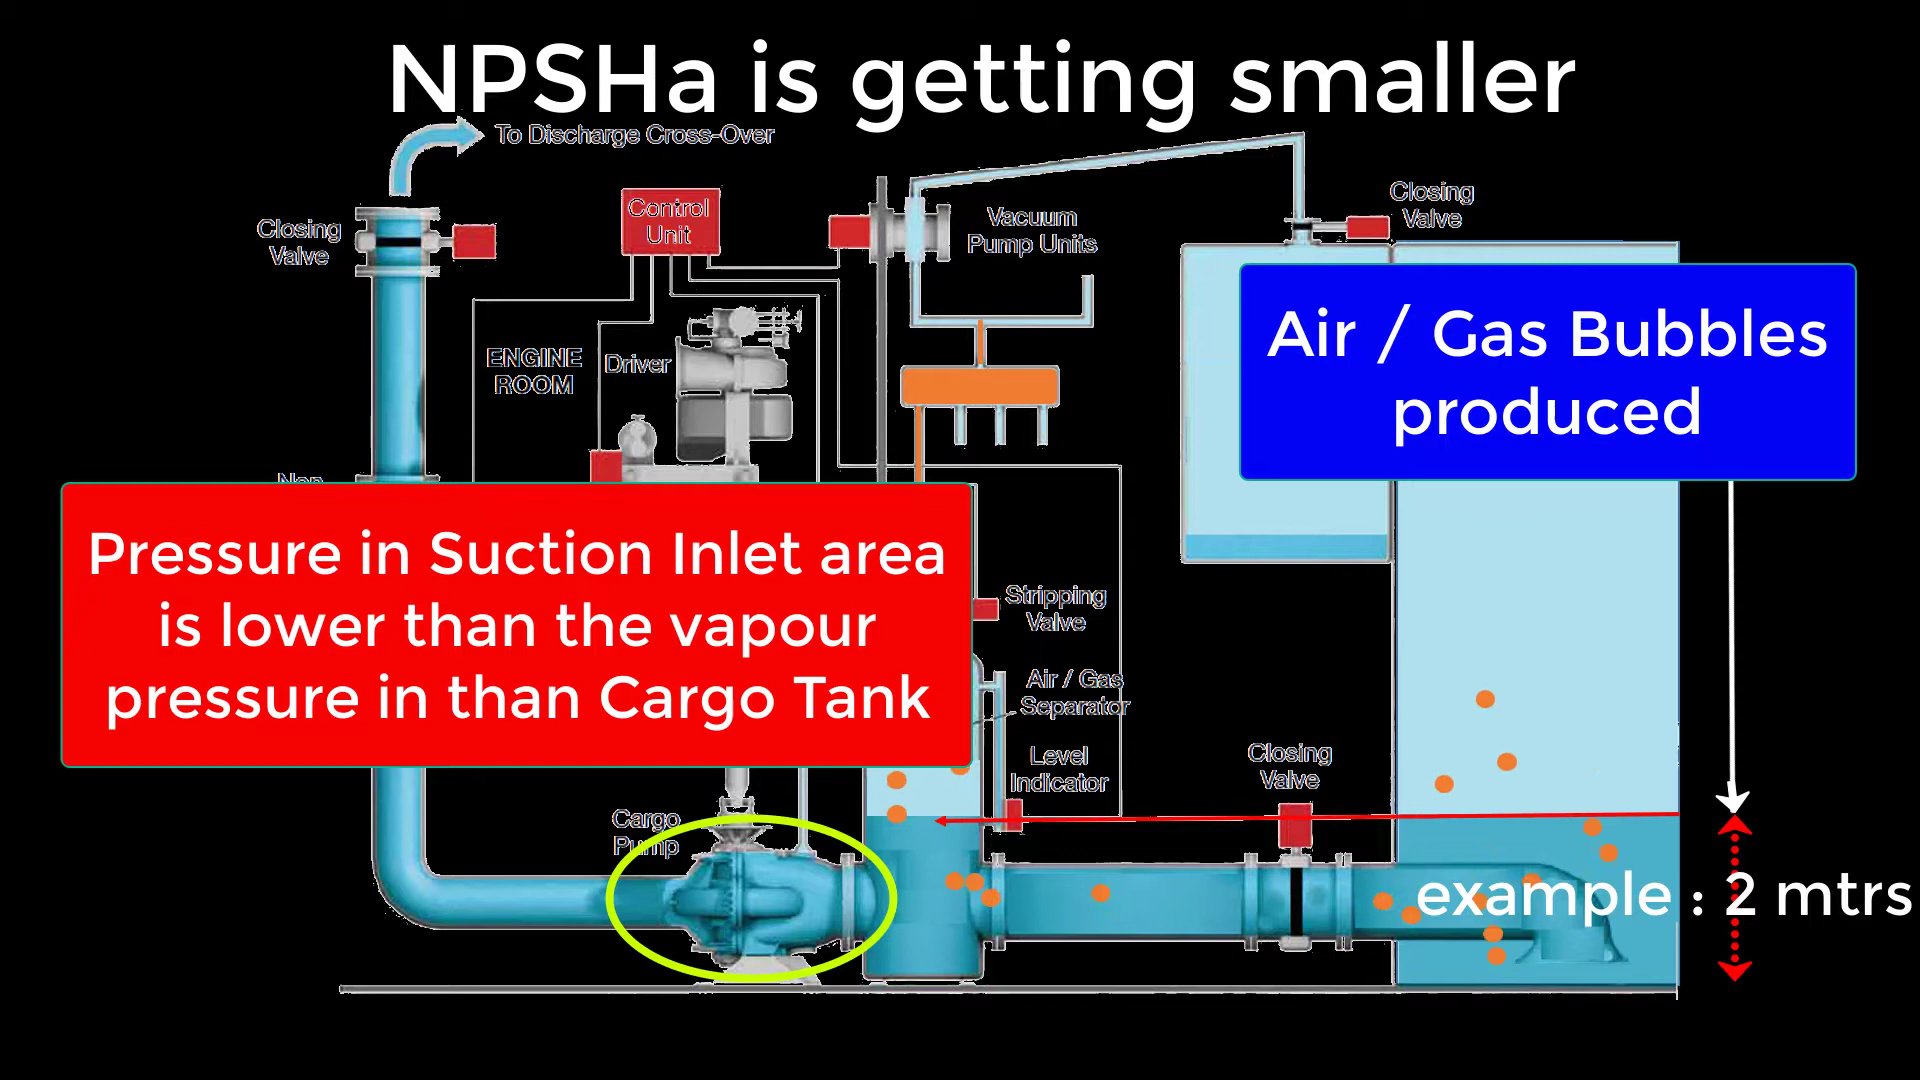 NPSHa is getting smaller
To Discharge Cross-Over
Closing
Valve
Control
Unit
Vacuum
Pump Units
Closing
Valve
ENGINE
ROOM
Driver
Air / Gas Bubbles
produced
Pressure in Suction Inlet area
is lower than the vapour
pressure in than Cargo Tank
Stripping
Valve
Air / Gas
Separator
Level
Indicator
Closing
Valve
Cargo
Pump
example : 2 mtrs